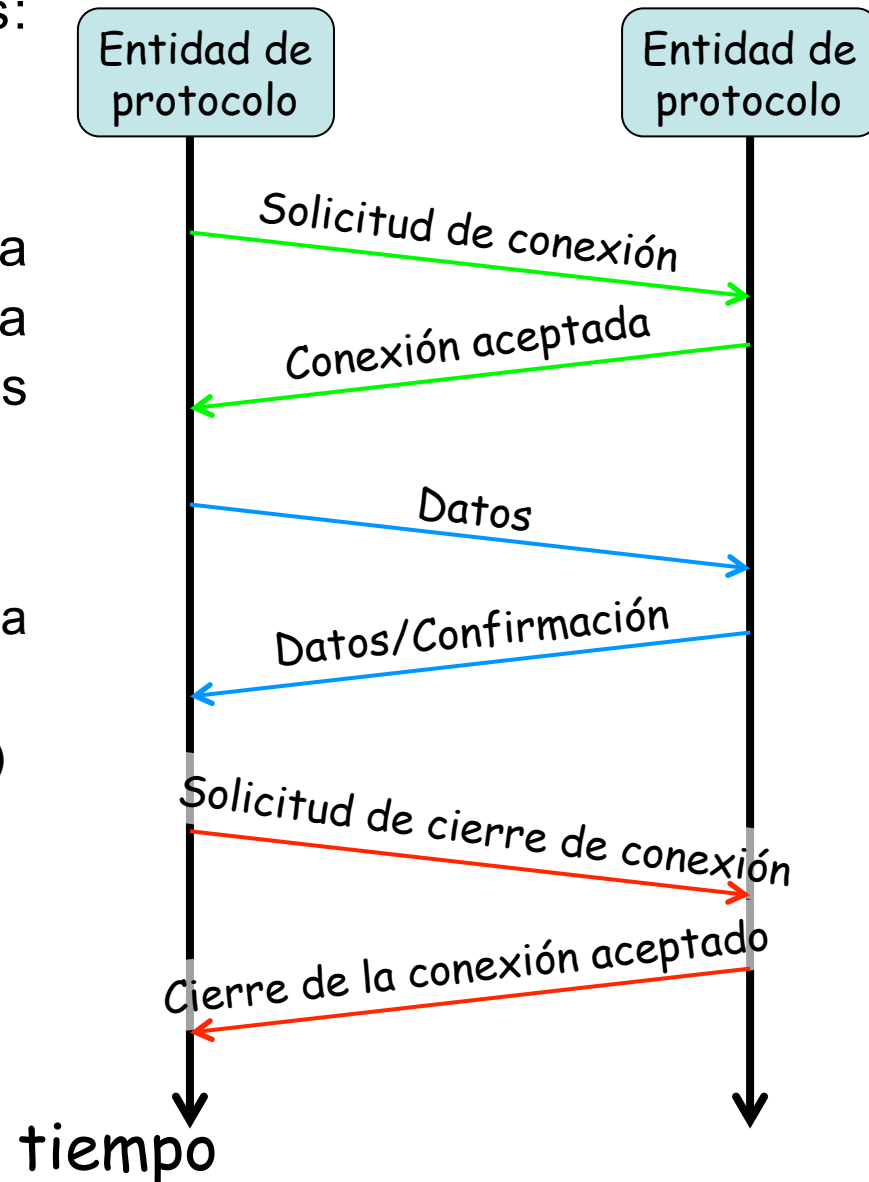 s:
Entidad de
protocolo
Entidad de
protocolo
Solicitud de conexión
a
a
Conexión aceptada
s
Datos
a
Datos/Confirmación
)
Solicitud de cierre de conexión
Cierre de la conexión aceptado
tiempo